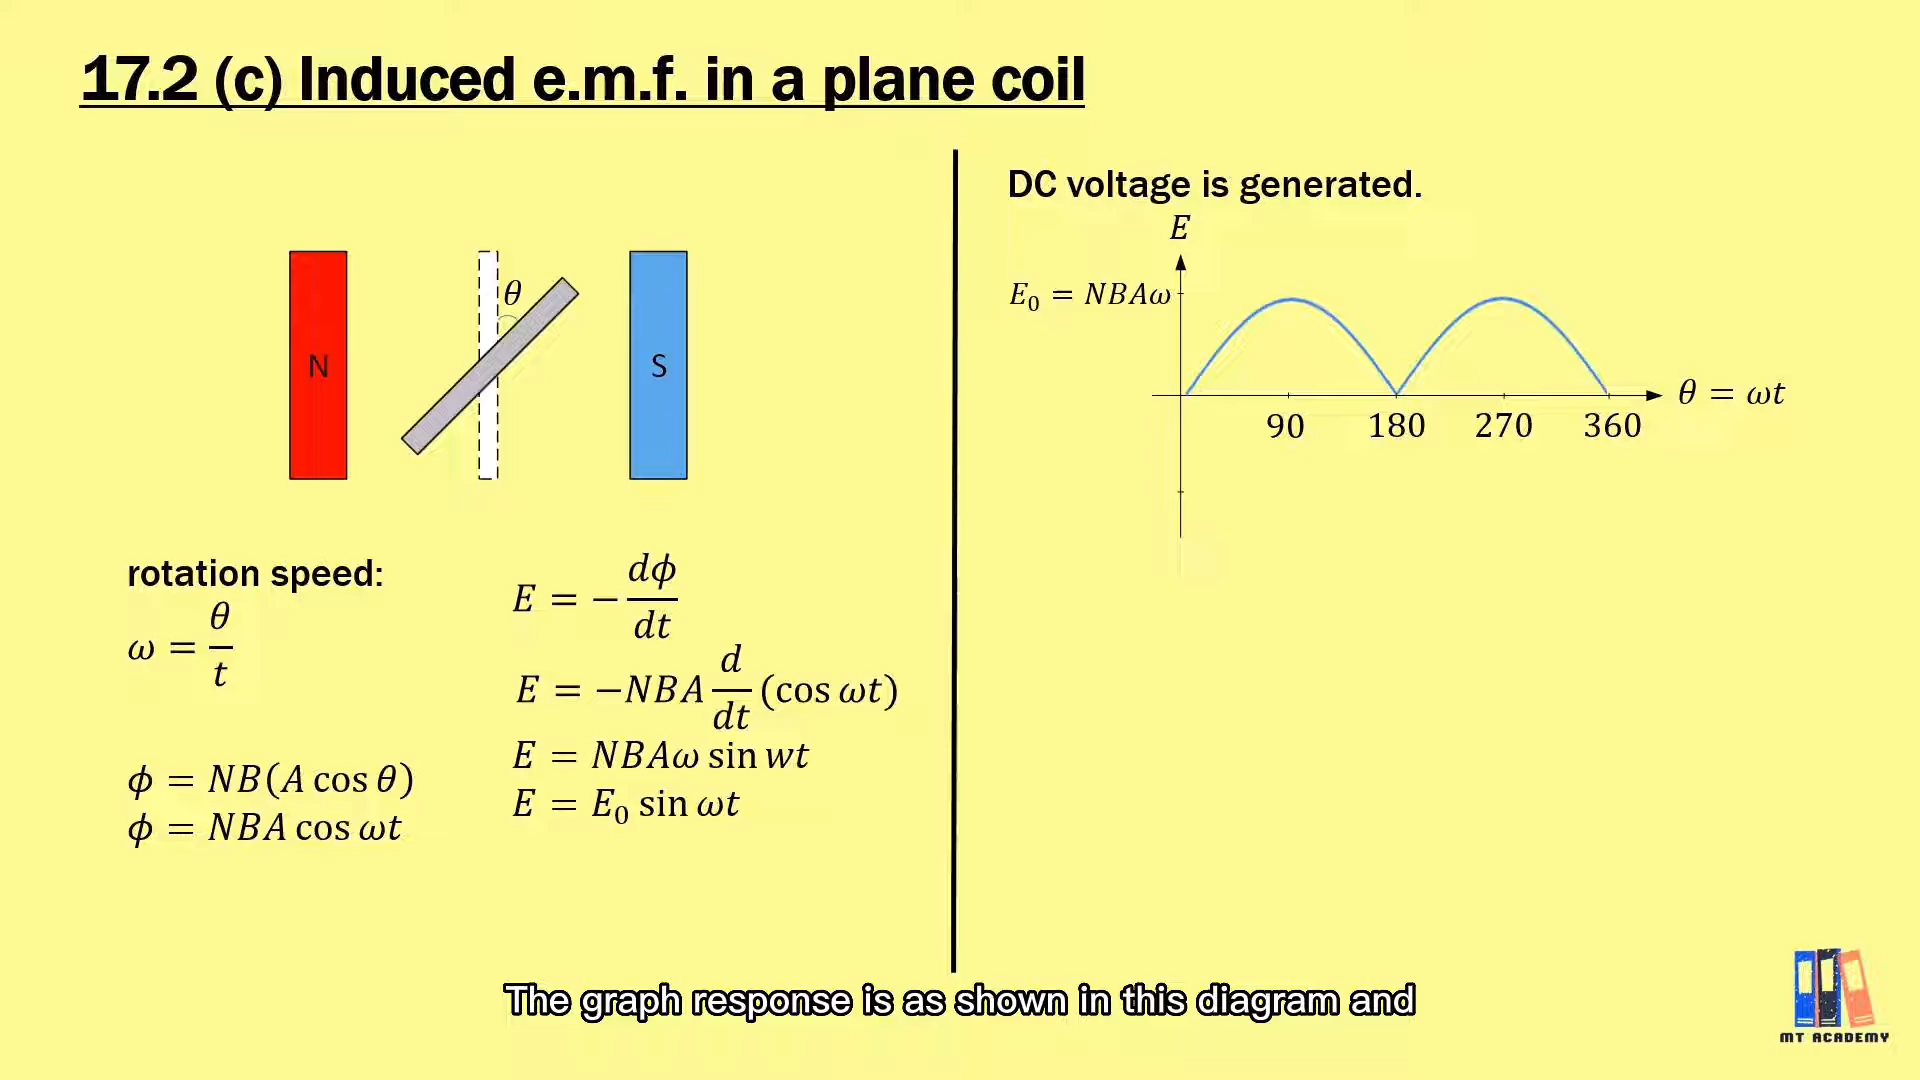 17.2 (c) Induced e.m.f. in a plane coil
N
θ
S
rotation speed:
ω = θ/t
ϕ = NB(A cos θ)
ϕ = NBA cos ωt
E = − dϕ/dt
E = −NBA d/dt (cos ωt)
E = NBAω sin wt
E = E₀ sin ωt
DC voltage is generated.
E
E₀ = NBAω
θ = ωt
90 180 270 360
The graph response is as shown in this diagram and
MT ACADEMY